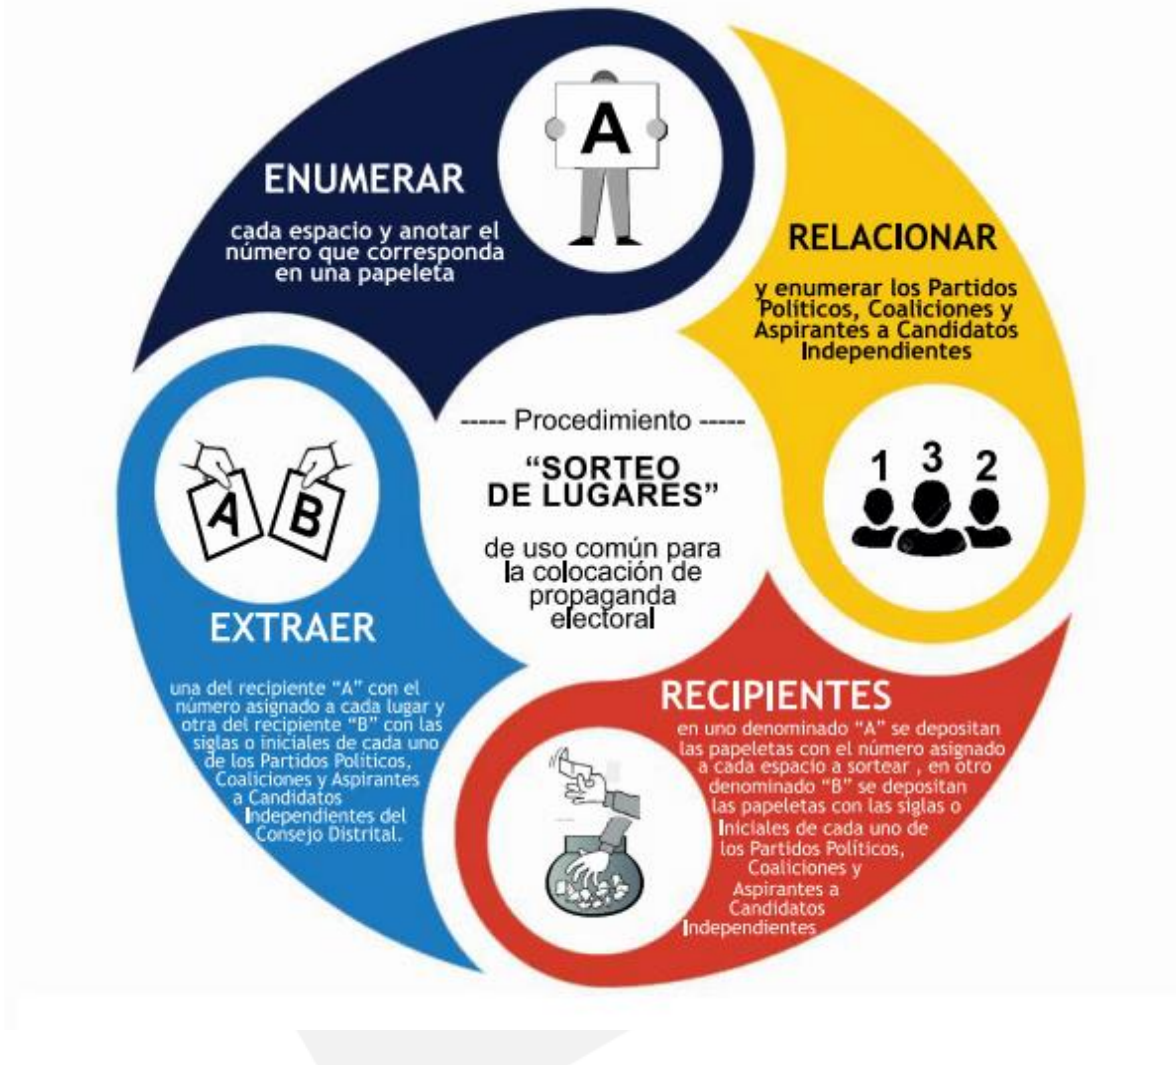 ENUMERAR
cada espacio y anotar el
número que corresponda
en una papeleta
A
RELACIONAR
y enumerar los Partidos
Políticos, Coaliciones y
Aspirantes a Candidatos
Independientes
1 3 2
----- Procedimiento -----
“SORTEO
DE LUGARES”
de uso común para
la colocación de
propaganda
electoral
RECIPIENTES
en uno denominado “A” se depositan
las papeletas con el número asignado
a cada espacio a sortear , en otro
denominado “B” se depositan
las papeletas con las siglas o
Iniciales de cada uno de
los Partidos Políticos,
Coaliciones y
Aspirantes a
Candidatos
Independientes
A B
EXTRAER
una del recipiente “A” con el
número asignado a cada lugar y
otra del recipiente “B” con las
siglas o iniciales de cada uno
de los Partidos Políticos,
Coaliciones y Aspirantes
a Candidatos
Independientes del
Consejo Distrital.